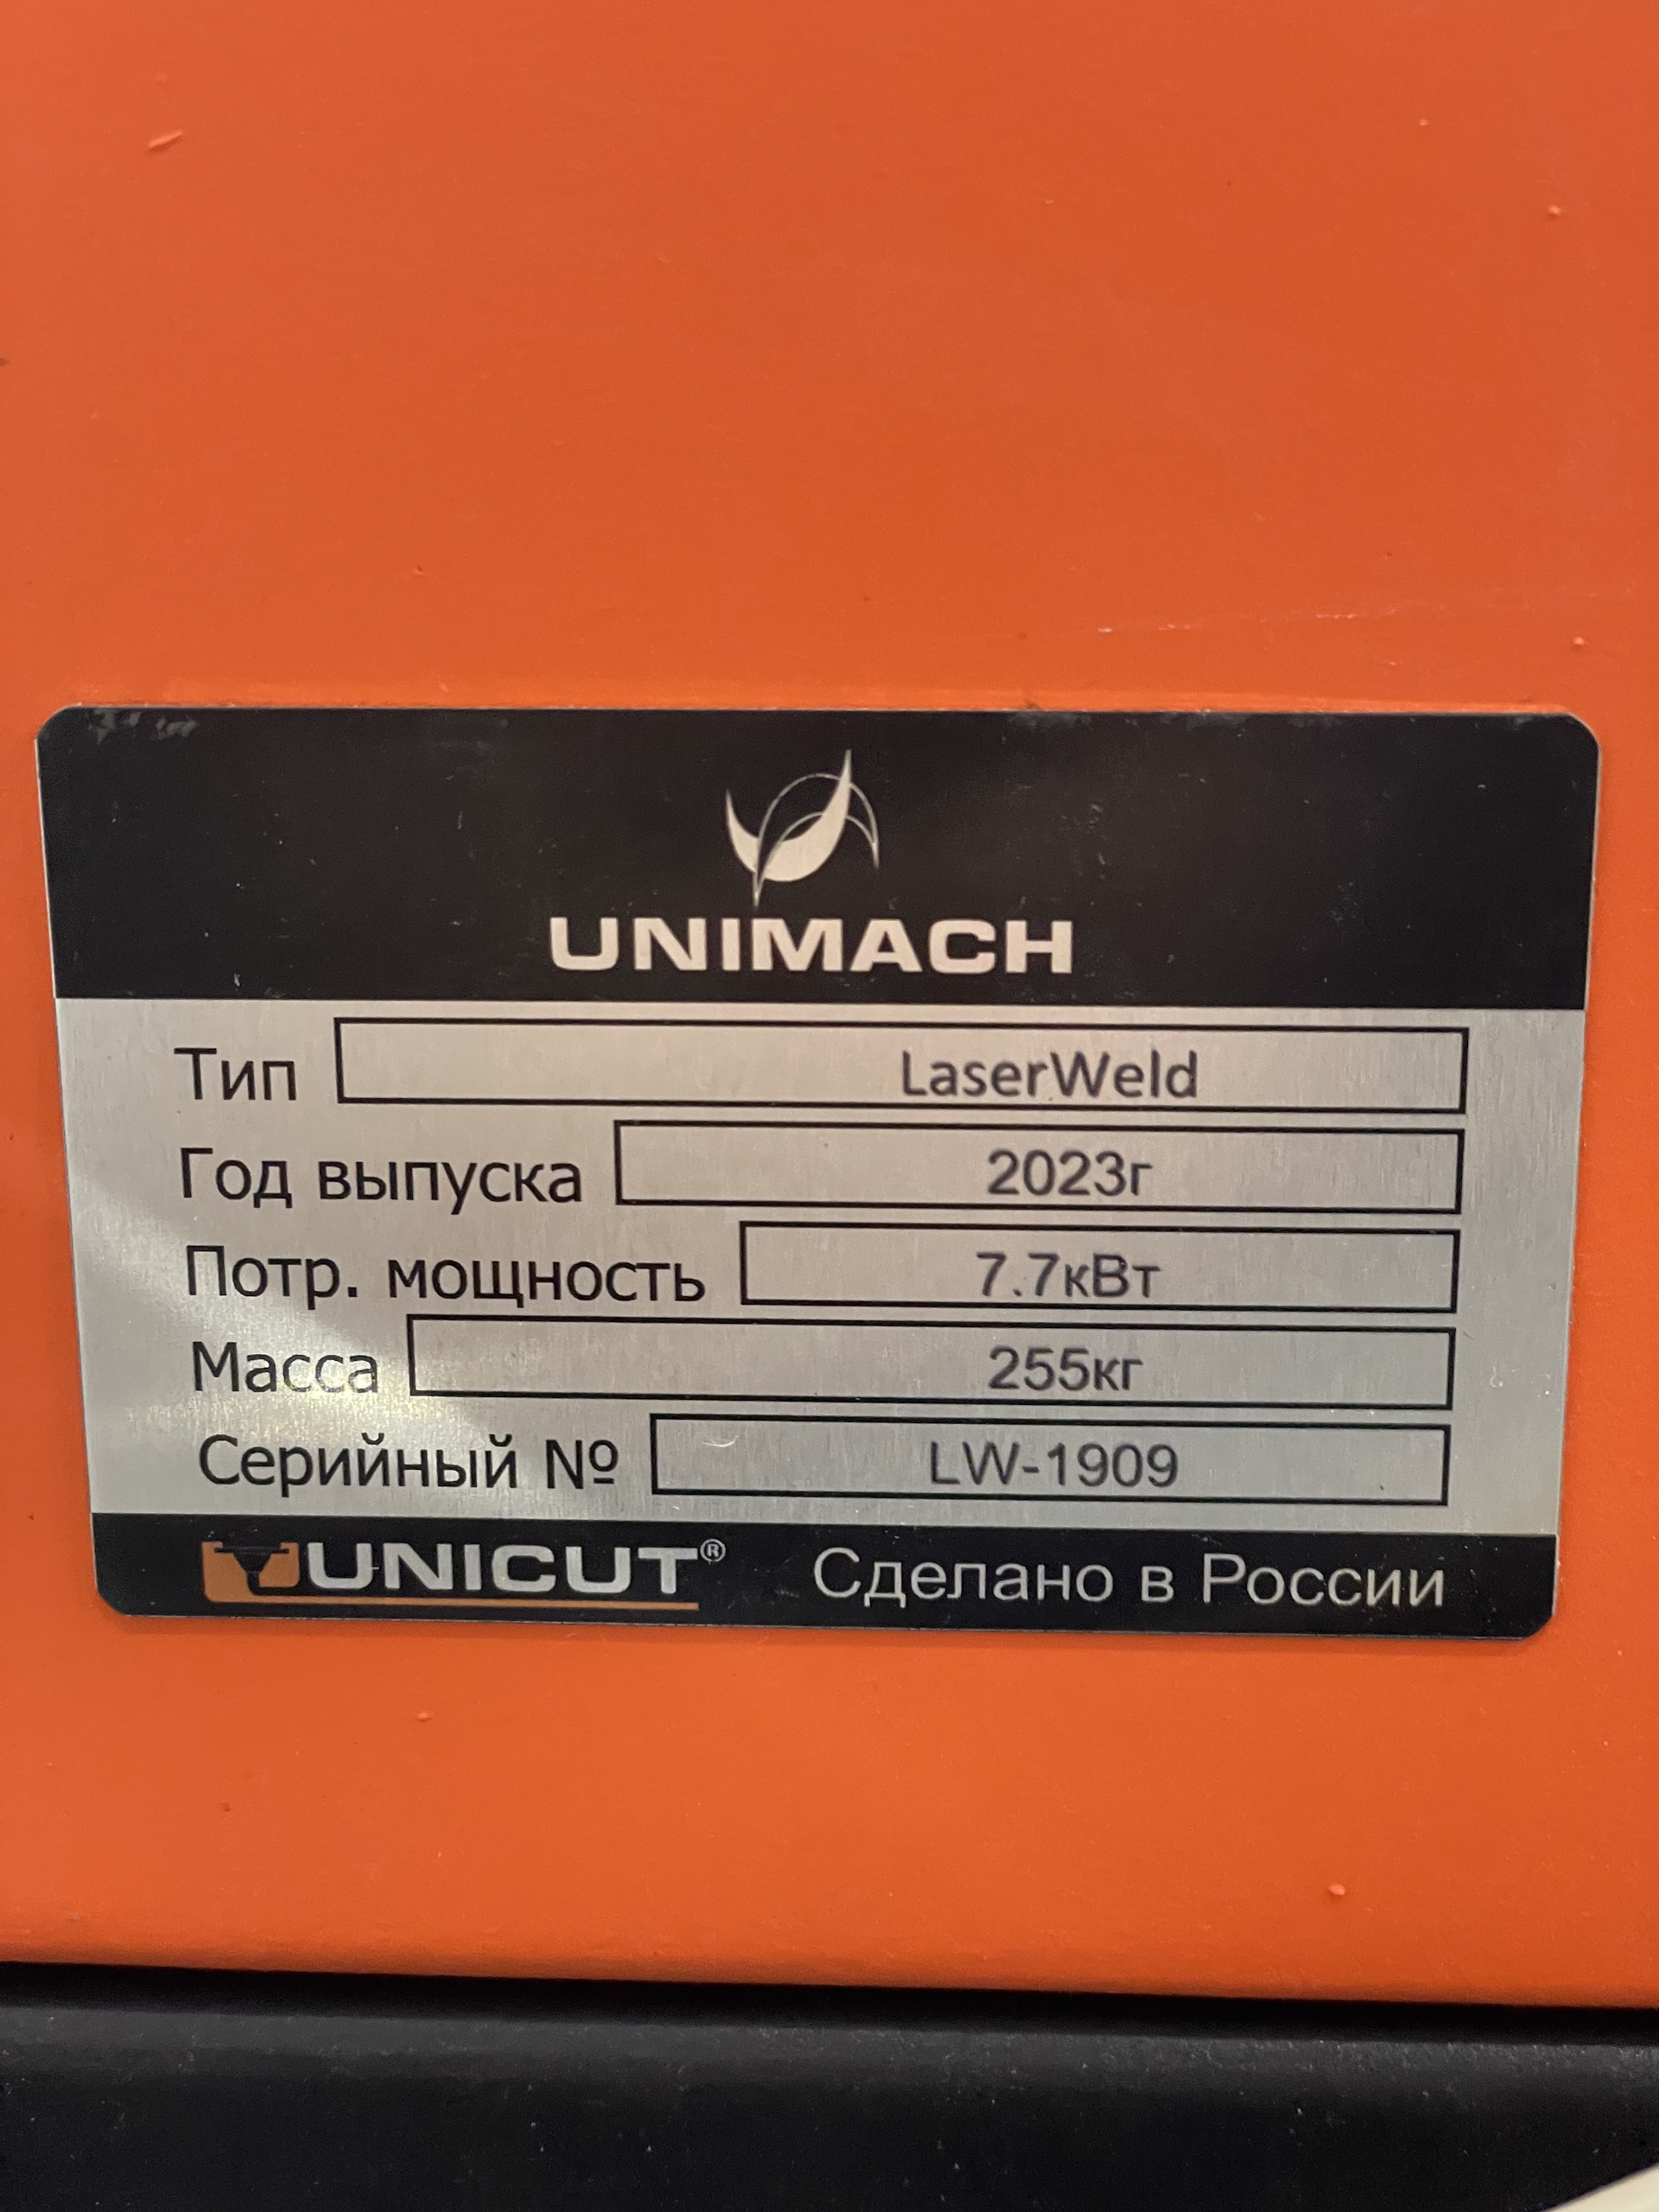 UNIMACH
Тип LaserWeld
Год выпуска 2023г
Потр. мощность 7.7кВт
Масса 255кг
Серийный № LW-1909
UNICUT® Сделано в России